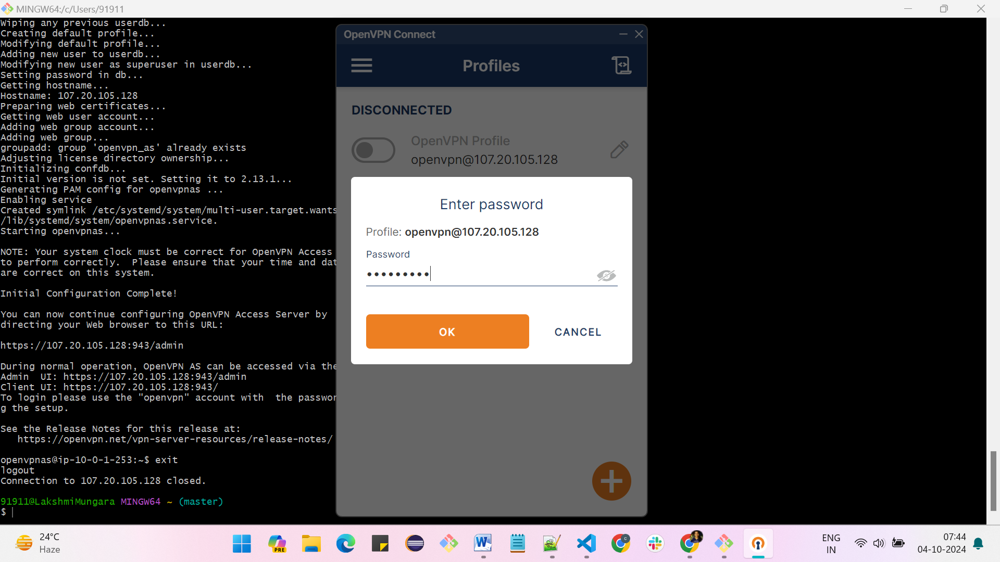 MINGW64:/c/Users/91911
Wiping any previous userdb...
Creating default profile...
Modifying default profile...
Adding new user to userdb...
Modifying new user as superuser in userdb...
Setting password in db...
Getting hostname...
Hostname: 107.20.105.128
Preparing web certificates...
Getting web user account...
Adding web group account...
Adding web group...
groupadd: group 'openvpn_as' already exists
Adjusting license directory ownership...
Initializing confdb...
Initial version is not set. Setting it to 2.13.1...
Generating PAM config for openvpnas ...
Enabling service
Created symlink /etc/systemd/system/multi-user.target.wants
/lib/systemd/system/openvpnas.service.
Starting openvpnas...
NOTE: Your system clock must be correct for OpenVPN Access
to perform correctly.  Please ensure that your time and dat
are correct on this system.
Initial Configuration Complete!
You can now continue configuring OpenVPN Access Server by
directing your Web browser to this URL:
https://107.20.105.128:943/admin
During normal operation, OpenVPN AS can be accessed via the
Admin  UI: https://107.20.105.128:943/admin
Client UI: https://107.20.105.128:943/
To login please use the "openvpn" account with  the passwor
g the setup.
See the Release Notes for this release at:
https://openvpn.net/vpn-server-resources/release-notes/
openvpnas@ip-10-0-1-253:~$ exit
logout
Connection to 107.20.105.128 closed.
91911@LakshmiMungara MINGW64 ~ (master)
$
OpenVPN Connect
Profiles
DISCONNECTED
OpenVPN Profile
openvpn@107.20.105.128
Enter password
Profile: openvpn@107.20.105.128
Password
•••••••••
OK
CANCEL
24°C
Haze
PRE
ENG
IN
07:44
04-10-2024